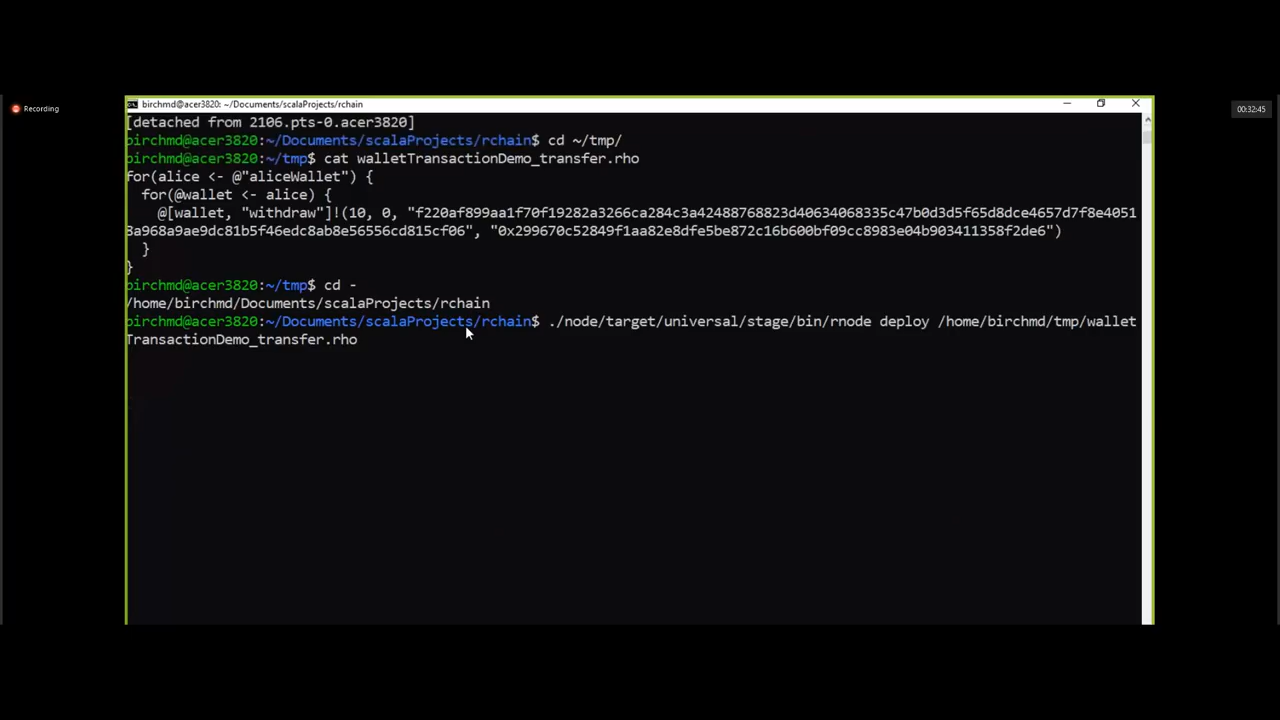 birchmd@acer3820: ~/Documents/scalaProjects/rchain
Recording
00:32:45
[detached from 2106.pts-0.acer3820]
birchmd@acer3820:~/Documents/scalaProjects/rchain$ cd ~/tmp/
birchmd@acer3820:~/tmp$ cat walletTransactionDemo_transfer.rho
for(alice <- @"aliceWallet") {
  for(@wallet <- alice) {
    @[wallet, "withdraw"]!(10, 0, "f220af899aa1f70f19282a3266ca284c3a42488768823d40634068335c47b0d3d5f65d8dce4657d7f8e4051
8a968a9ae9dc81b5f46edc8ab8e56556cd815cf06", "0x299670c52849f1aa82e8dfe5be872c16b600bf09cc8983e04b903411358f2de6")
  }
}
birchmd@acer3820:~/tmp$ cd -
/home/birchmd/Documents/scalaProjects/rchain
birchmd@acer3820:~/Documents/scalaProjects/rchain$ ./node/target/universal/stage/bin/rnode deploy /home/birchmd/tmp/wallet
TransactionDemo_transfer.rho